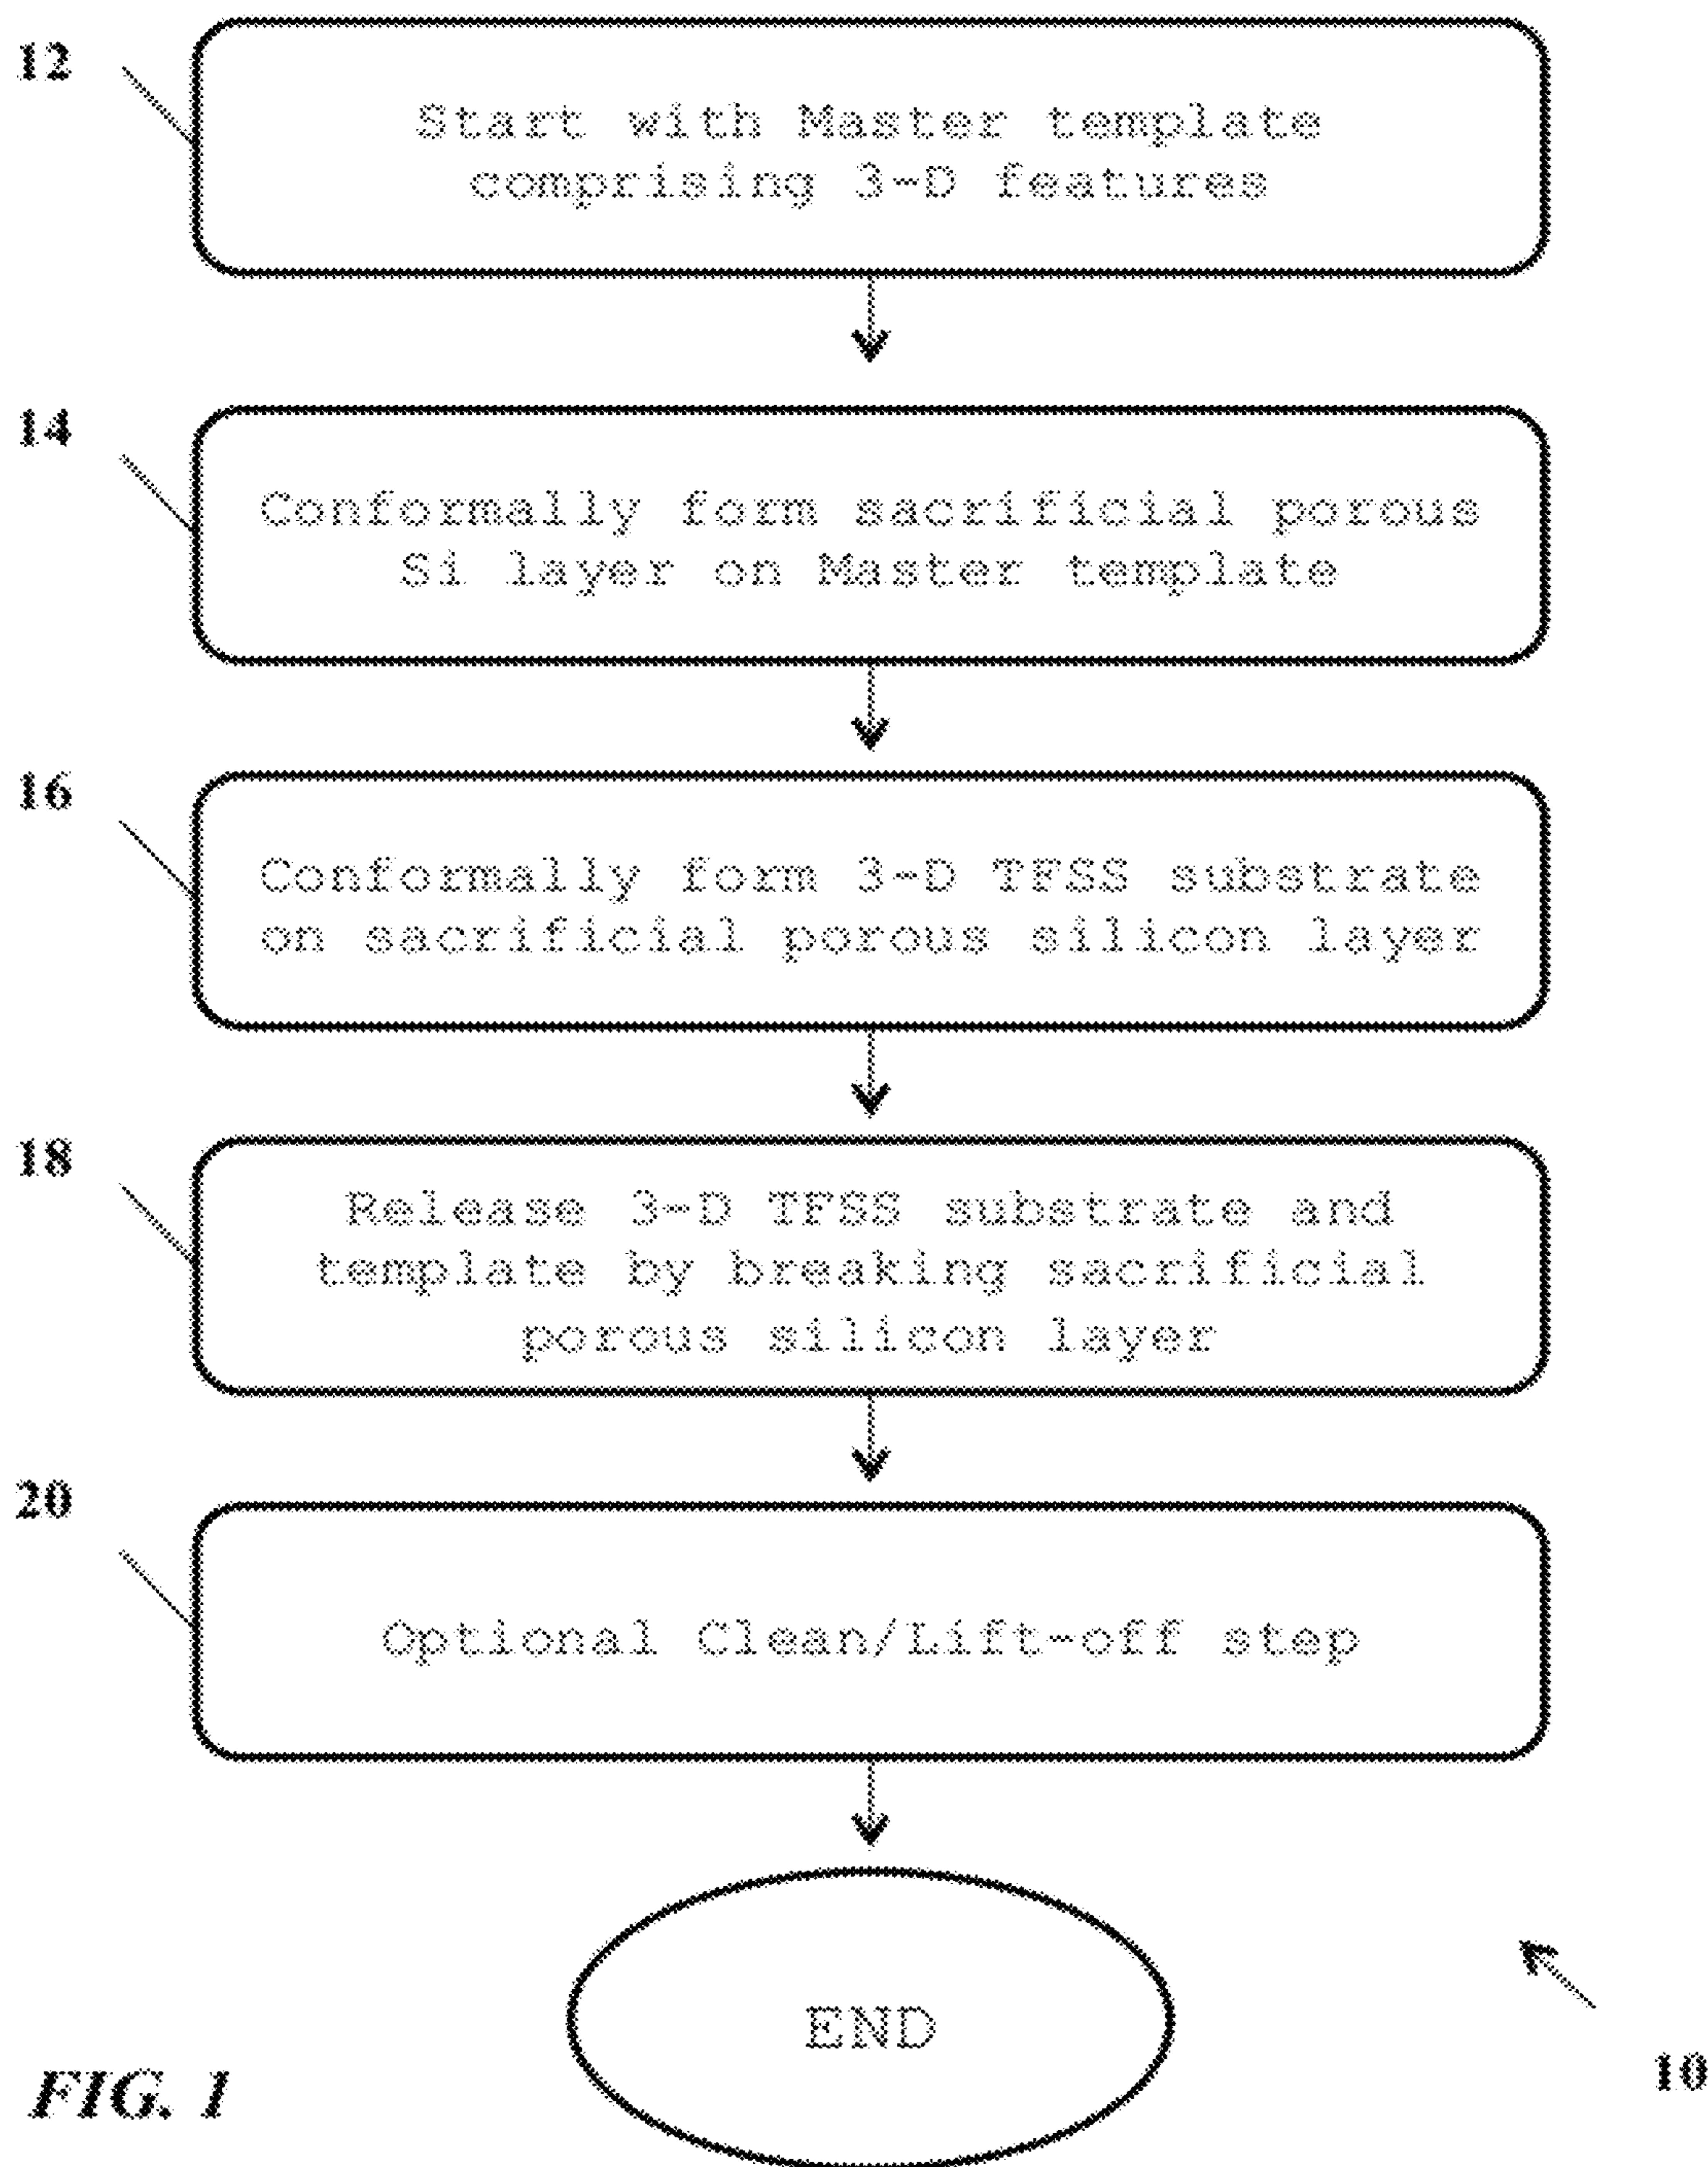 12
Start with Master template
comprising 3-D features
14
Conformally form sacrificial porous
Si layer on Master template
16
Conformally form 3-D TFSS substrate
on sacrificial porous silicon layer
18
Release 3-D TFSS substrate and
template by breaking sacrificial
porous silicon layer
20
Optional Clean/Lift-off step
END
10
FIG. 1